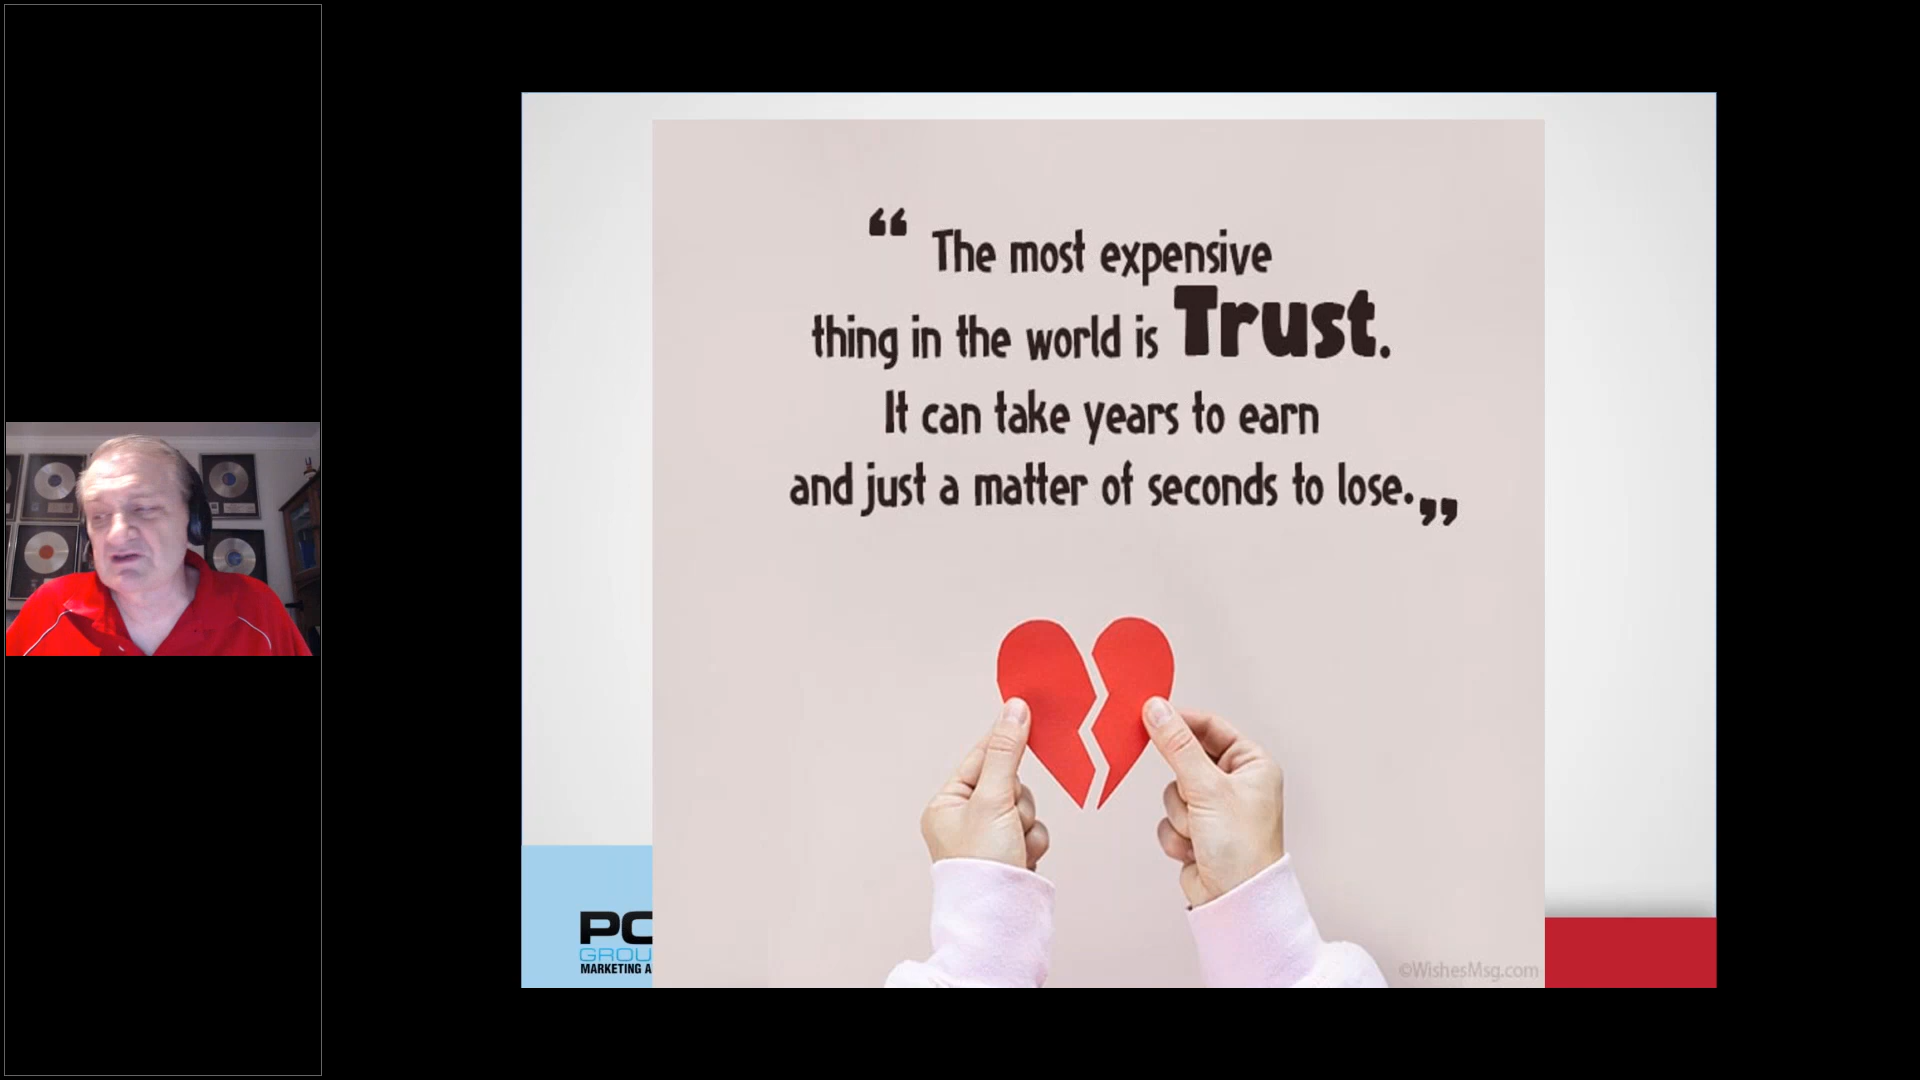 “ The most expensive
thing in the world is Trust.
It can take years to earn
and just a matter of seconds to lose.”
PC
GROU
MARKETING A
©WishesMsg.com